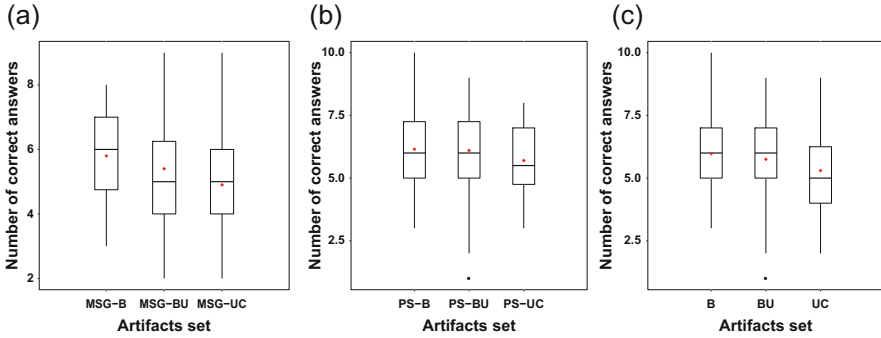 (a)
Number of correct answers
8
6
4
2
MSG−B MSG−BU MSG−UC
Artifacts set
(b)
Number of correct answers
10.0
7.5
5.0
2.5
PS−B PS−BU PS−UC
Artifacts set
(c)
Number of correct answers
10.0
7.5
5.0
2.5
B BU UC
Artifacts set